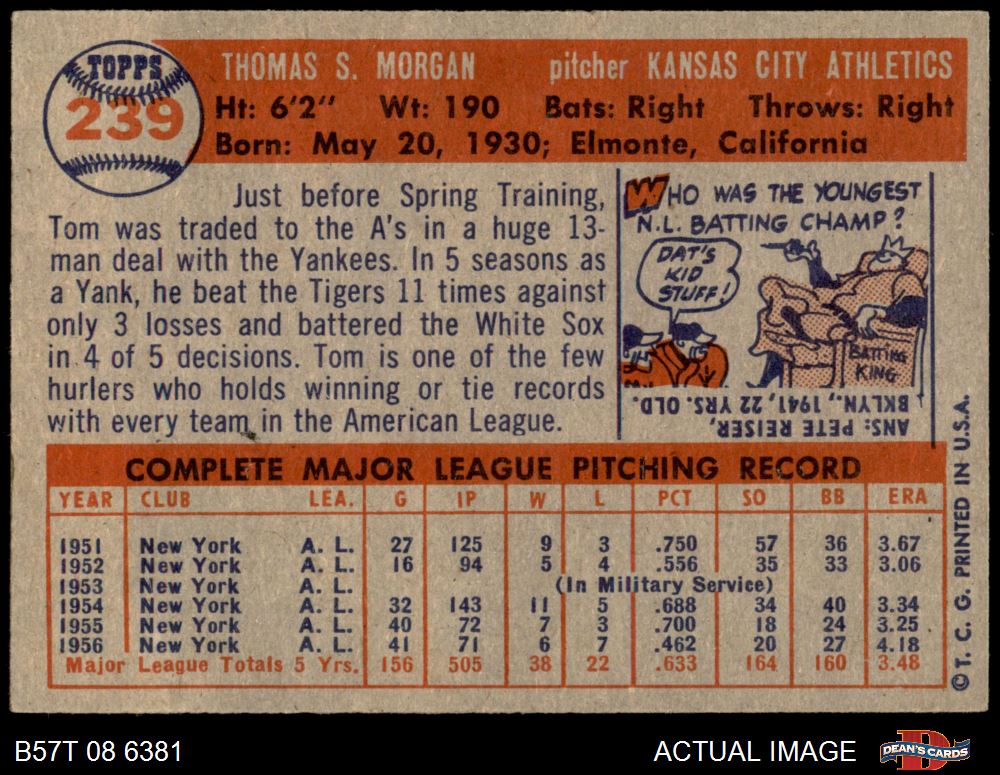 TOPPS
239
THOMAS S. MORGAN pitcher KANSAS CITY ATHLETICS
Ht: 6'2" Wt: 190 Bats: Right Throws: Right
Born: May 20, 1930; Elmonte, California
Just before Spring Training,
Tom was traded to the A's in a huge 13-
man deal with the Yankees. In 5 seasons as
a Yank, he beat the Tigers 11 times against
only 3 losses and battered the White Sox
in 4 of 5 decisions. Tom is one of the few
hurlers who holds winning or tie records
with every team in the American League.
WHO WAS THE YOUNGEST
N.L. BATTING CHAMP?
DAT'S
KID
STUFF!
BATTING
KING
ANS: PETE REISER,
BKLYN., 1941, 22 YRS. OLD.
COMPLETE MAJOR LEAGUE PITCHING RECORD
YEAR CLUB LEA. G IP W L PCT SO BB ERA
1951 New York A. L. 27 125 9 3 .750 57 36 3.67
1952 New York A. L. 16 94 5 4 .556 35 33 3.06
1953 New York A. L. (In Military Service)
1954 New York A. L. 32 143 11 5 .688 34 40 3.34
1955 New York A. L. 40 72 7 3 .700 18 24 3.25
1956 New York A. L. 41 71 6 7 .462 20 27 4.18
Major League Totals 5 Yrs. 156 505 38 22 .633 164 160 3.48
©T. C. G. PRINTED IN U.S.A.
B57T 08 6381
ACTUAL IMAGE
DEAN'S CARDS